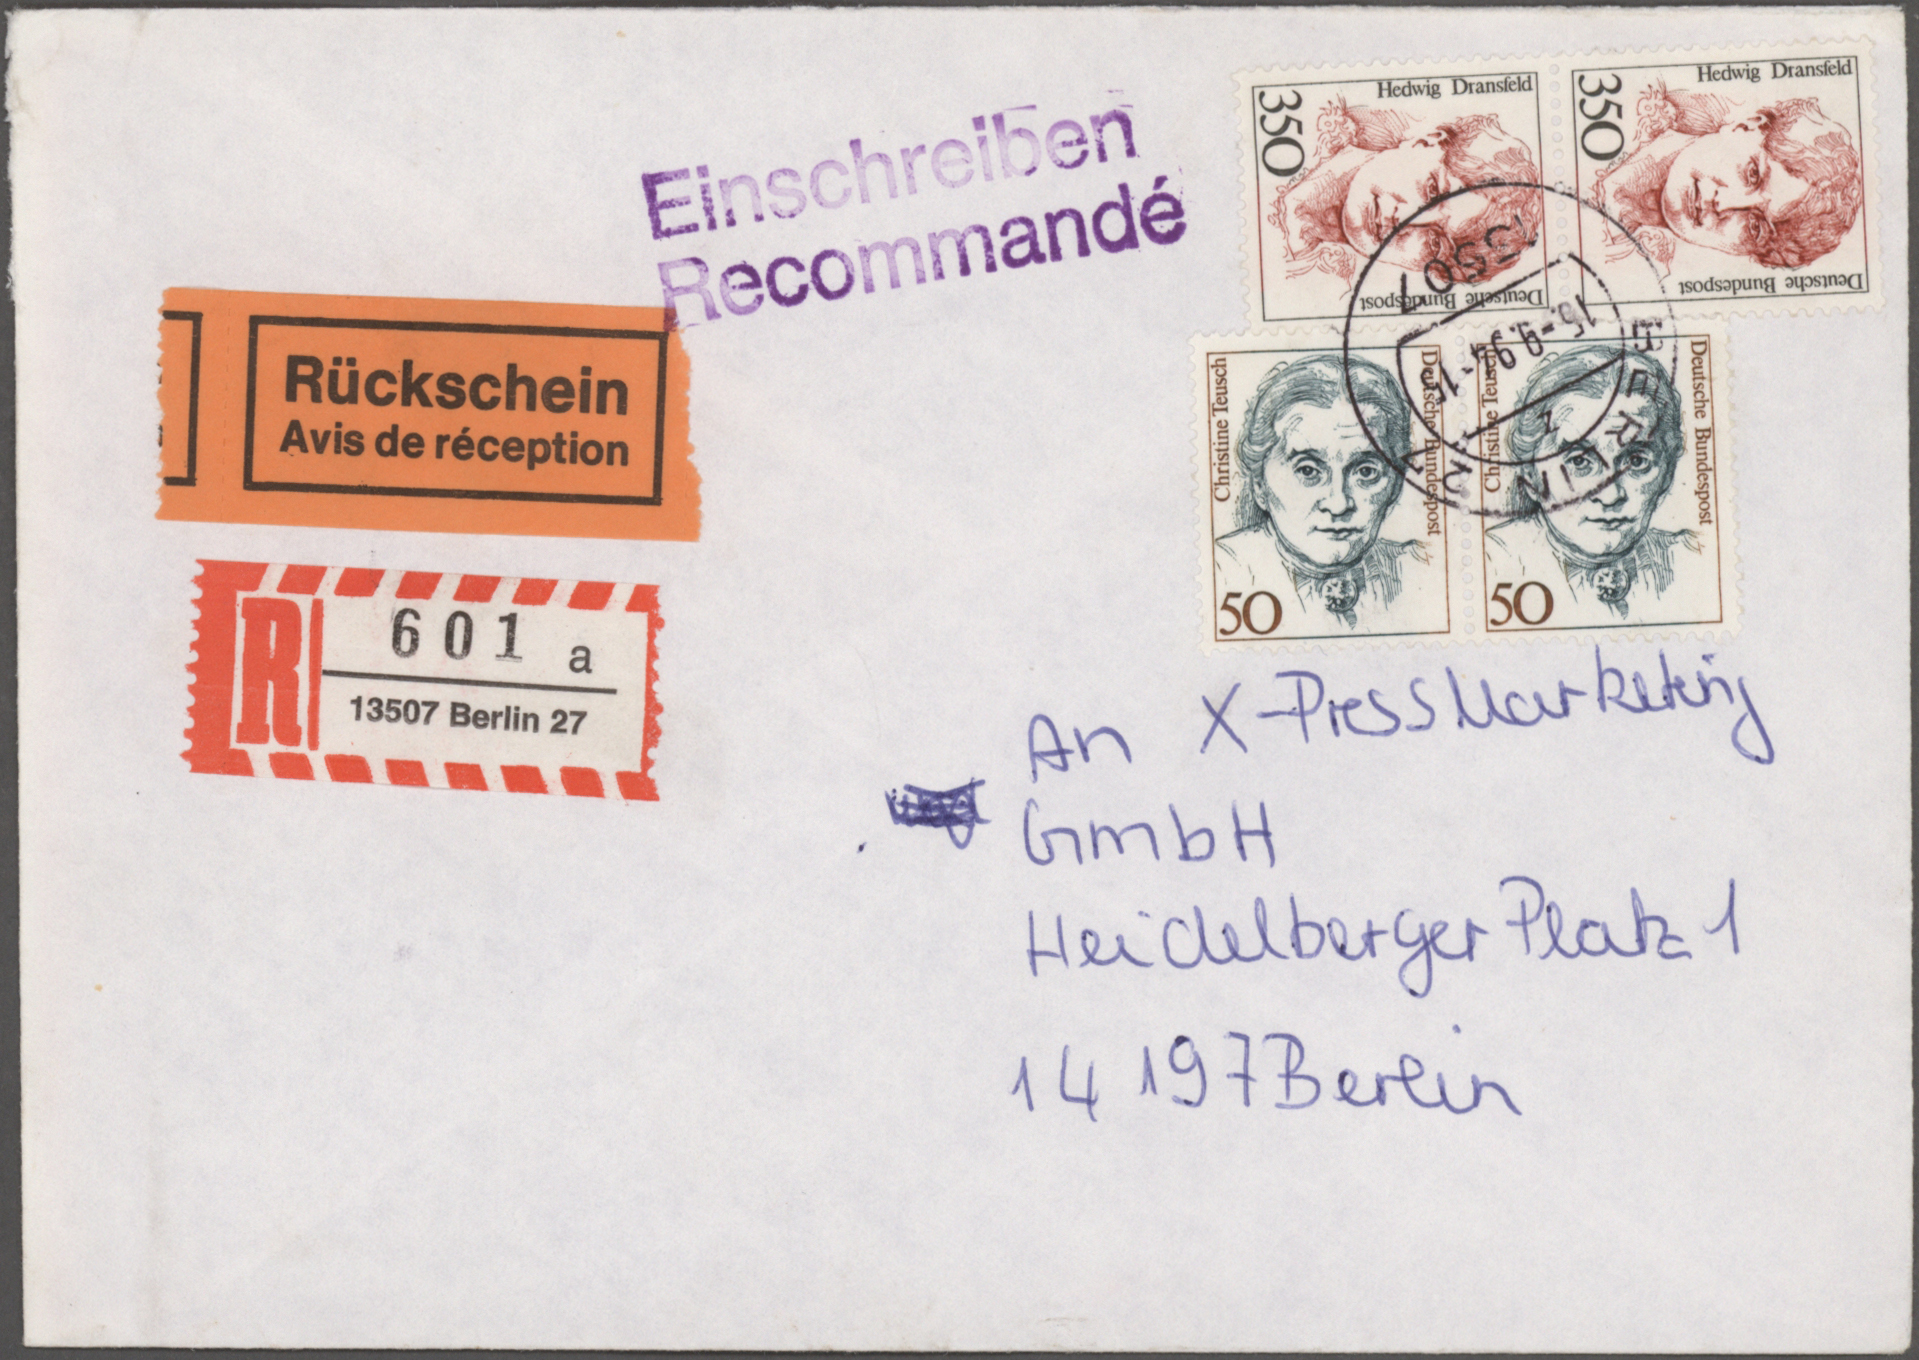 Einschreiben
Recommandé
350
Hedwig Dransfeld
Deutsche Bundespost
350
Hedwig Dransfeld
Deutsche Bundespost
Rückschein
Avis de réception
Christine Teusch
Deutsche Bundespost
50
Christine Teusch
Deutsche Bundespost
50
13507
BERLIN 27
R
601 a
13507 Berlin 27
An X-Press Marketing
GmbH
Heidelberger Platz 1
14197 Berlin